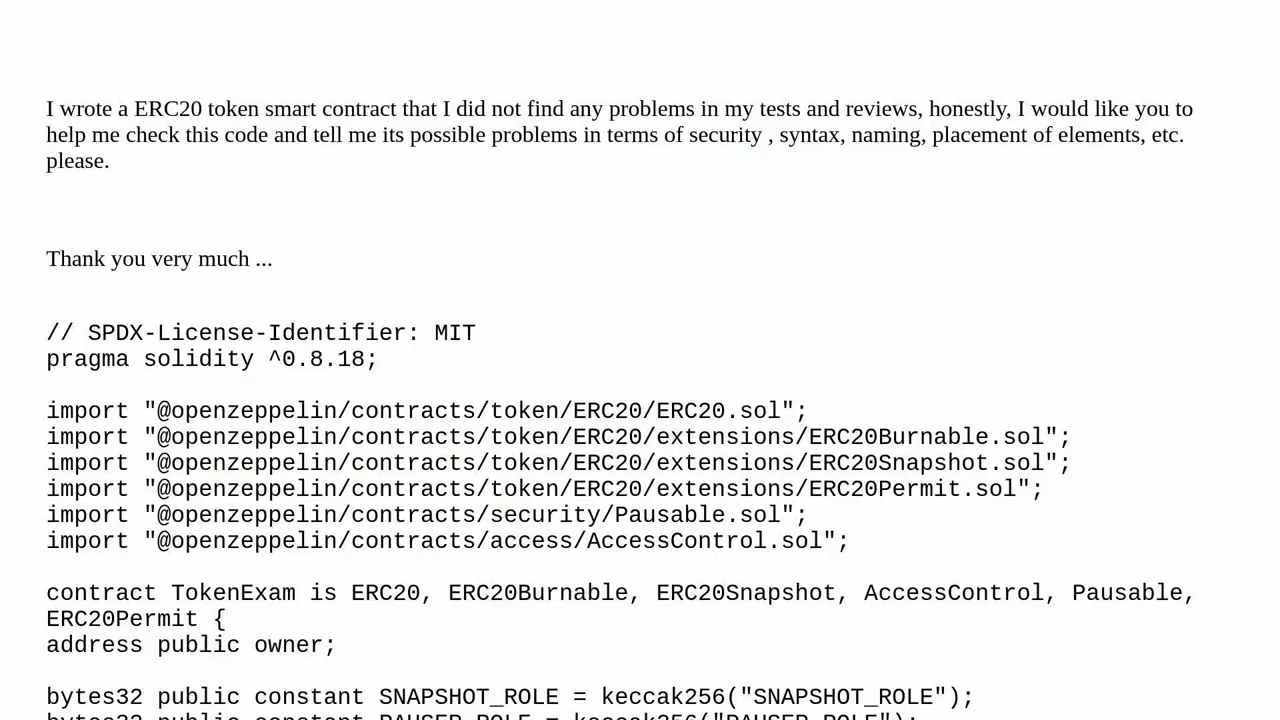 I wrote a ERC20 token smart contract that I did not find any problems in my tests and reviews, honestly, I would like you to
help me check this code and tell me its possible problems in terms of security , syntax, naming, placement of elements, etc.
please.
Thank you very much ...
// SPDX-License-Identifier: MIT
pragma solidity ^0.8.18;
import "@openzeppelin/contracts/token/ERC20/ERC20.sol";
import "@openzeppelin/contracts/token/ERC20/extensions/ERC20Burnable.sol";
import "@openzeppelin/contracts/token/ERC20/extensions/ERC20Snapshot.sol";
import "@openzeppelin/contracts/token/ERC20/extensions/ERC20Permit.sol";
import "@openzeppelin/contracts/security/Pausable.sol";
import "@openzeppelin/contracts/access/AccessControl.sol";
contract TokenExam is ERC20, ERC20Burnable, ERC20Snapshot, AccessControl, Pausable,
ERC20Permit {
address public owner;
bytes32 public constant SNAPSHOT_ROLE = keccak256("SNAPSHOT_ROLE");
bytes32 public constant PAUSER_ROLE = keccak256("PAUSER_ROLE");